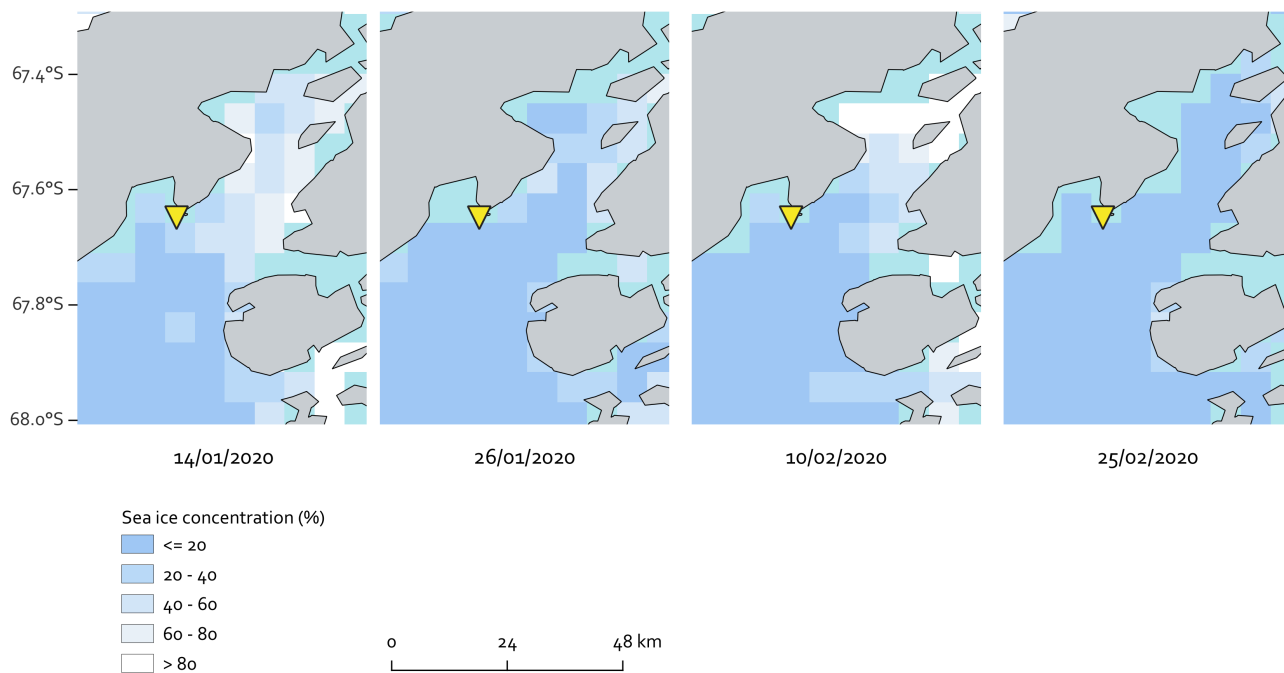 67.4°S
67.6°S
67.8°S
68.0°S
14/01/2020 26/01/2020 10/02/2020 25/02/2020
Sea ice concentration (%)
<= 20
20 - 40
40 - 60
60 - 80
> 80
0 24 48 km